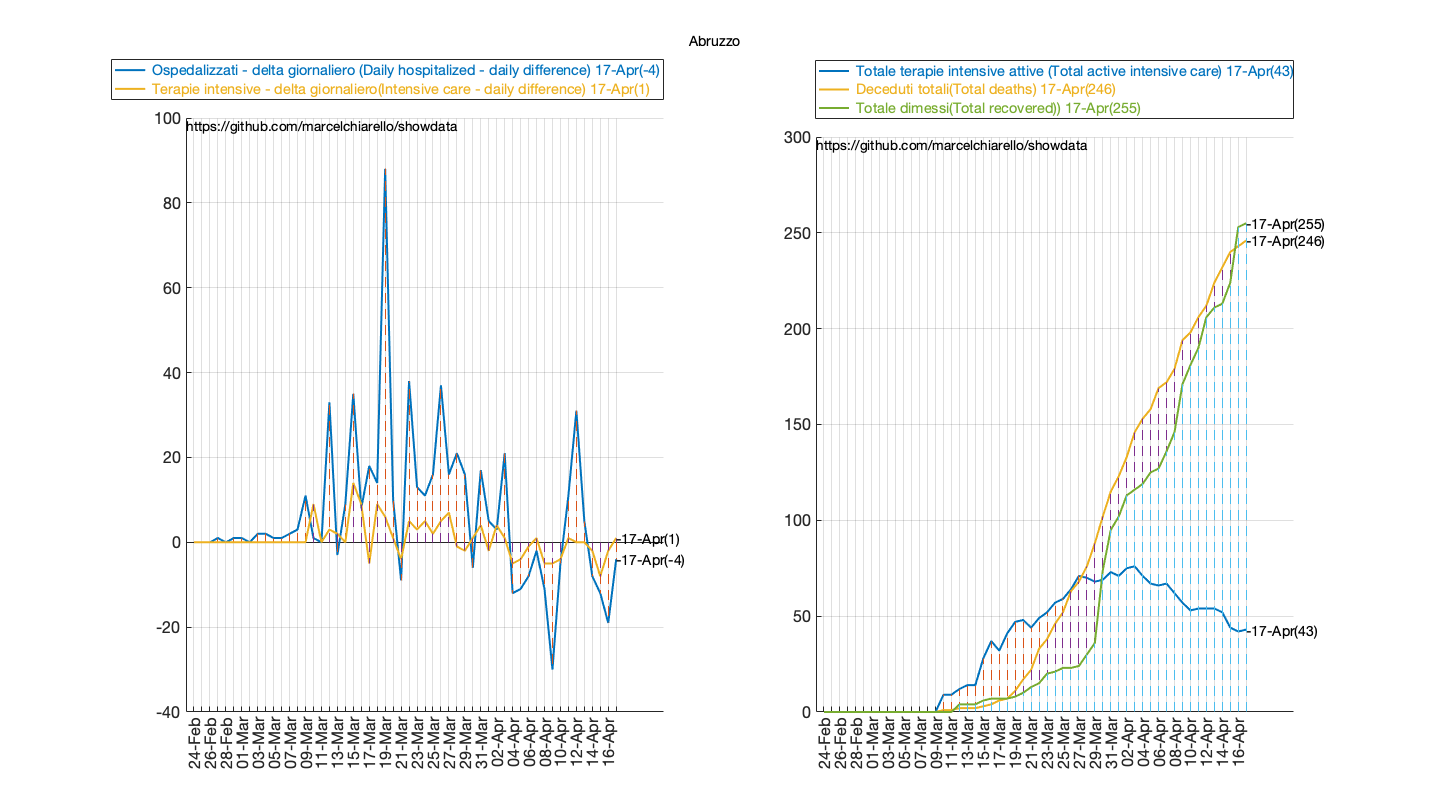 Abruzzo
Ospedalizzati - delta giornaliero (Daily hospitalized - daily difference) 17-Apr(-4)
Terapie intensive - delta giornaliero(Intensive care - daily difference) 17-Apr(1)
https://github.com/marcelchiarello/showdata
100
80
60
40
20
0
-20
-40
-17-Apr(1)
-17-Apr(-4)
24-Feb
26-Feb
28-Feb
01-Mar
03-Mar
05-Mar
07-Mar
09-Mar
11-Mar
13-Mar
15-Mar
17-Mar
19-Mar
21-Mar
23-Mar
25-Mar
27-Mar
29-Mar
31-Mar
02-Apr
04-Apr
06-Apr
08-Apr
10-Apr
12-Apr
14-Apr
16-Apr
Totale terapie intensive attive (Total active intensive care) 17-Apr(43)
Deceduti totali(Total deaths) 17-Apr(246)
Totale dimessi(Total recovered)) 17-Apr(255)
https://github.com/marcelchiarello/showdata
300
250
200
150
100
50
0
-17-Apr(255)
-17-Apr(246)
-17-Apr(43)
24-Feb
26-Feb
28-Feb
01-Mar
03-Mar
05-Mar
07-Mar
09-Mar
11-Mar
13-Mar
15-Mar
17-Mar
19-Mar
21-Mar
23-Mar
25-Mar
27-Mar
29-Mar
31-Mar
02-Apr
04-Apr
06-Apr
08-Apr
10-Apr
12-Apr
14-Apr
16-Apr